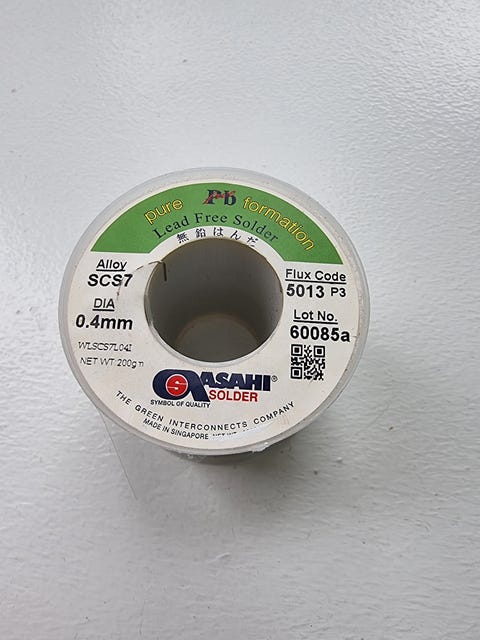 pure Pb formation
Lead Free Solder
無鉛はんだ
Alloy
SCS7
DIA
0.4mm
WLSCS7L04I
NET WT: 200gm
Flux Code
5013 P3
Lot No.
60085a
ASAHI
SOLDER
SYMBOL OF QUALITY
THE GREEN INTERCONNECTS COMPANY
MADE IN SINGAPORE